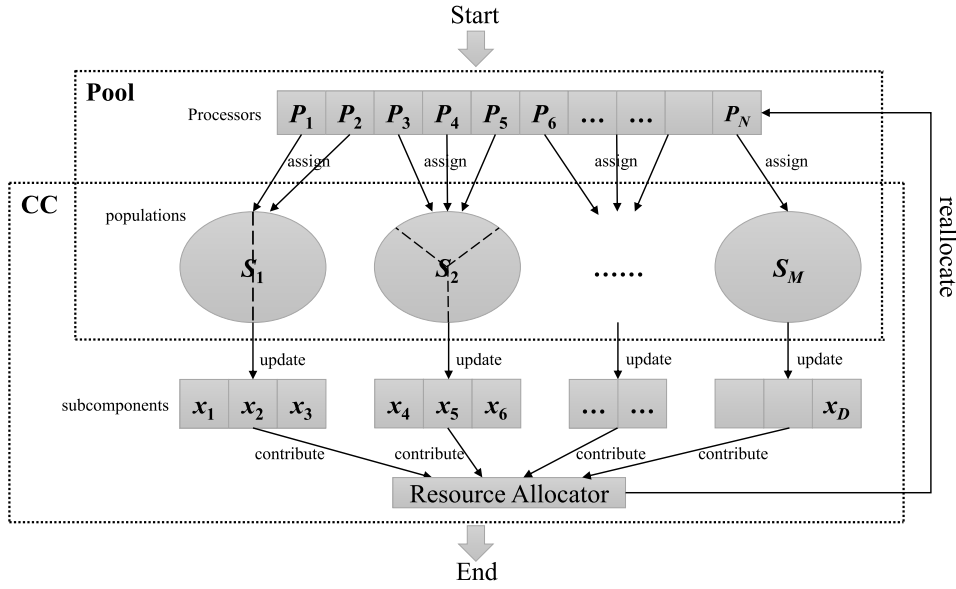 Start
Pool
Processors P1 P2 P3 P4 P5 P6 ... ... PN
assign assign assign assign
CC
populations
S1 S2 ...... SM
reallocate
update update update update
subcomponents x1 x2 x3 x4 x5 x6 ... ... xD
contribute contribute contribute contribute
Resource Allocator
End